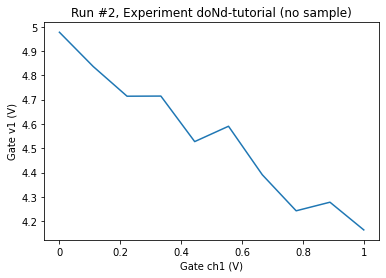 Run #2, Experiment doNd-tutorial (no sample)
5
4.9
4.8
4.7
4.6
4.5
4.4
4.3
4.2
Gate v1 (V)
0 0.2 0.4 0.6 0.8 1
Gate ch1 (V)